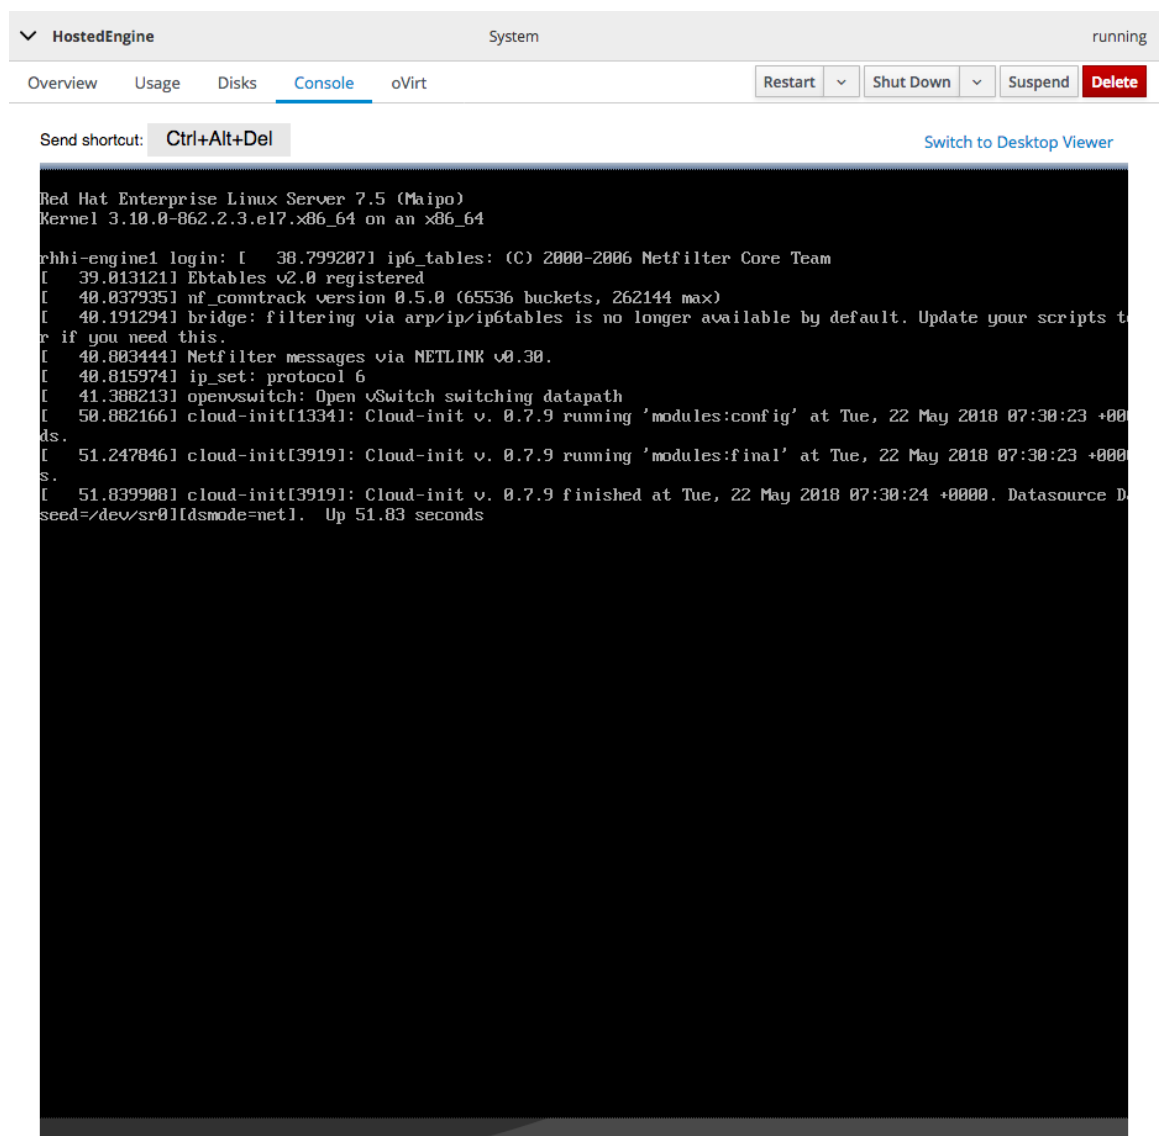 HostedEngine System running
Overview Usage Disks Console oVirt Restart Shut Down Suspend Delete
Send shortcut: Ctrl+Alt+Del Switch to Desktop Viewer
Red Hat Enterprise Linux Server 7.5 (Maipo)
Kernel 3.10.0-862.2.3.el7.x86_64 on an x86_64
rhhi-engine1 login: [   38.799207] ip6_tables: (C) 2000-2006 Netfilter Core Team
[   39.013121] Ebtables v2.0 registered
[   40.037935] nf_conntrack version 0.5.0 (65536 buckets, 262144 max)
[   40.191294] bridge: filtering via arp/ip/ip6tables is no longer available by default. Update your scripts t
r if you need this.
[   40.803444] Netfilter messages via NETLINK v0.30.
[   40.815974] ip_set: protocol 6
[   41.388213] openvswitch: Open vSwitch switching datapath
[   50.882166] cloud-init[1334]: Cloud-init v. 0.7.9 running 'modules:config' at Tue, 22 May 2018 07:30:23 +00
ds.
[   51.247846] cloud-init[3919]: Cloud-init v. 0.7.9 running 'modules:final' at Tue, 22 May 2018 07:30:23 +000
s.
[   51.839908] cloud-init[3919]: Cloud-init v. 0.7.9 finished at Tue, 22 May 2018 07:30:24 +0000. Datasource D
seed=/dev/sr0][dsmode=net].  Up 51.83 seconds